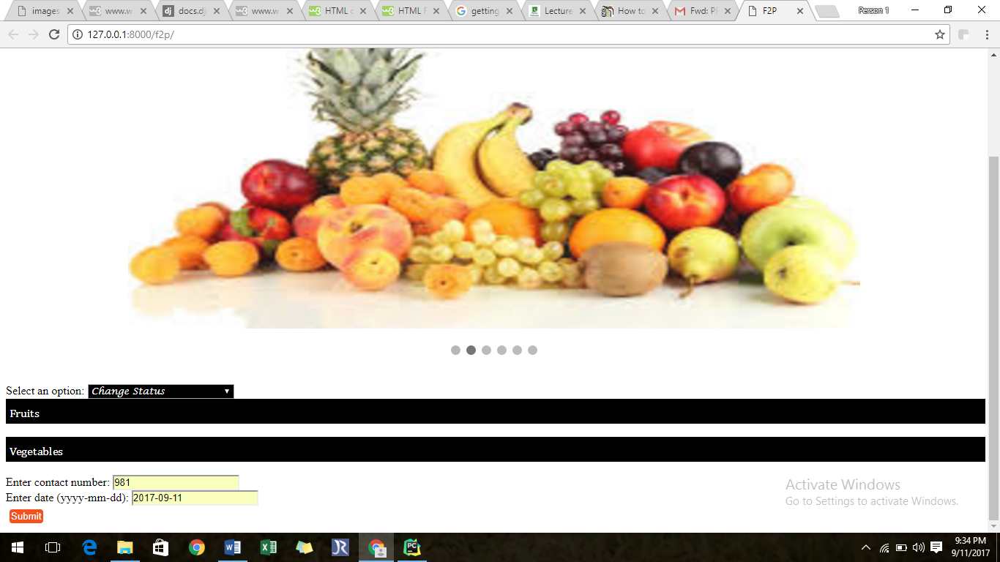 images
www.w
docs.dj
www.w
HTML c
HTML F
getting
Lecture
How to
Fwd: Pl
F2P
Person 1
127.0.0.1:8000/f2p/
Select an option: Change Status
Fruits
Vegetables
Enter contact number: 981
Enter date (yyyy-mm-dd): 2017-09-11
Submit
Activate Windows
Go to Settings to activate Windows.
9:34 PM
9/11/2017